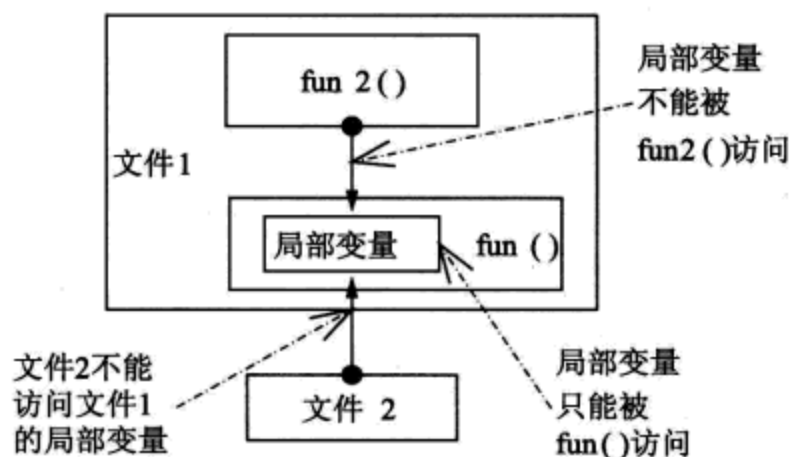 fun 2()
局部变量
不能被
fun2()访问
文件1
局部变量
fun ()
文件2不能
访问文件1
的局部变量
文件 2
局部变量
只能被
fun()访问